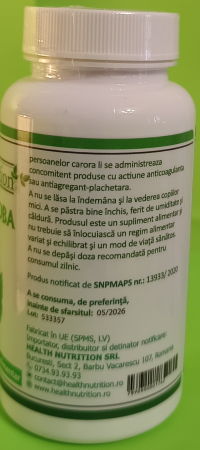 tion
OBA
persoanelor carora li se administreaza
concomitent produse cu actiune anticoagulanta
sau antiagregant-plachetara.
A nu se lăsa la îndemâna și la vederea copiilor
mici. A se păstra bine închis, ferit de umiditate și
căldură. Produsul este un supliment alimentar și
nu trebuie să înlocuiască un regim alimentar
variat și echilibrat și un mod de viață sănătos.
A nu se depăși doza recomandată pentru
consumul zilnic.
Produs notificat de SNPMAPS nr.: 13933/ 2020
A se consuma, de preferință,
înainte de sfarsitul: 05/2026
Lot: 533357
Fabricat în UE (SPMS, LV)
Importator, distribuitor si detinator notificare
HEALTH NUTRITION SRL
Bucuresti, Sect 2, Barbu Vacarescu 107, Romania
0734.93.93.93
contact@healthnutrition.ro
www.healthnutrition.ro